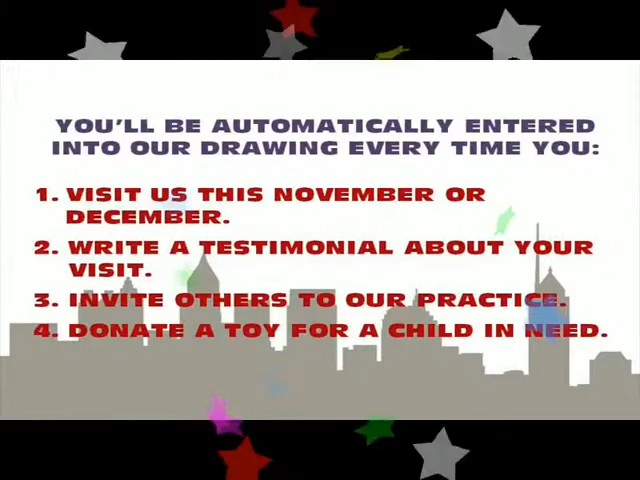 YOU'LL BE AUTOMATICALLY ENTERED
INTO OUR DRAWING EVERY TIME YOU:
1. VISIT US THIS NOVEMBER OR
DECEMBER.
2. WRITE A TESTIMONIAL ABOUT YOUR
VISIT.
3. INVITE OTHERS TO OUR PRACTICE.
4. DONATE A TOY FOR A CHILD IN NEED.